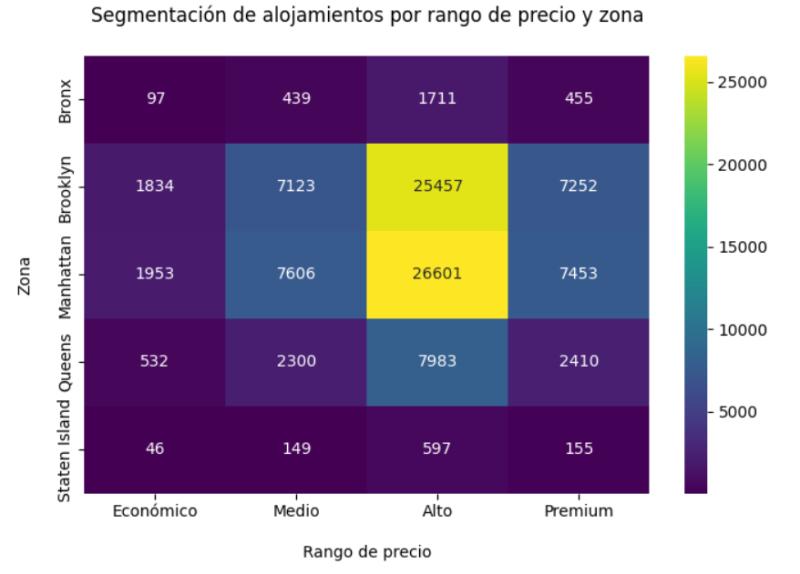 Segmentación de alojamientos por rango de precio y zona
Bronx
97 439 1711 455
Brooklyn
1834 7123 25457 7252
Manhattan
1953 7606 26601 7453
Queens
532 2300 7983 2410
Staten Island
46 149 597 155
Zona
Económico Medio Alto Premium
Rango de precio
25000
20000
15000
10000
5000